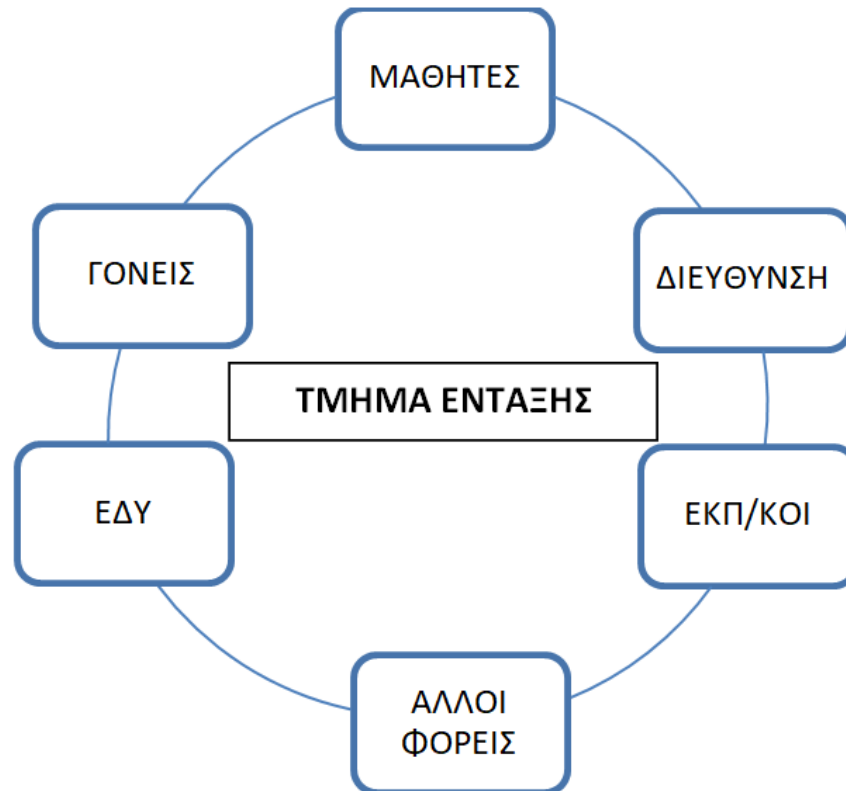 ΜΑΘΗΤΕΣ
ΓΟΝΕΙΣ
ΔΙΕΥΘΥΝΣΗ
ΤΜΗΜΑ ΕΝΤΑΞΗΣ
ΕΔΥ
ΕΚΠ/ΚΟΙ
ΑΛΛΟΙ
ΦΟΡΕΙΣ